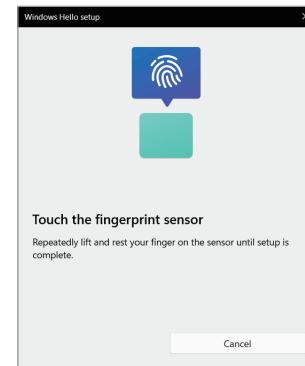 Windows Hello setup
Touch the fingerprint sensor
Repeatedly lift and rest your finger on the sensor until setup is
complete.
Cancel